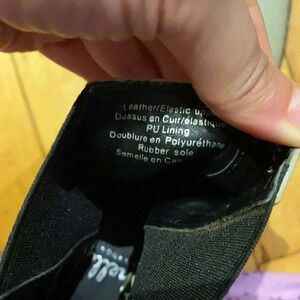 Leather/Elastic
Dessus en Cuir/élastique
PU Lining
Doublure en Polyuréthane
Rubber sole
Semelle en